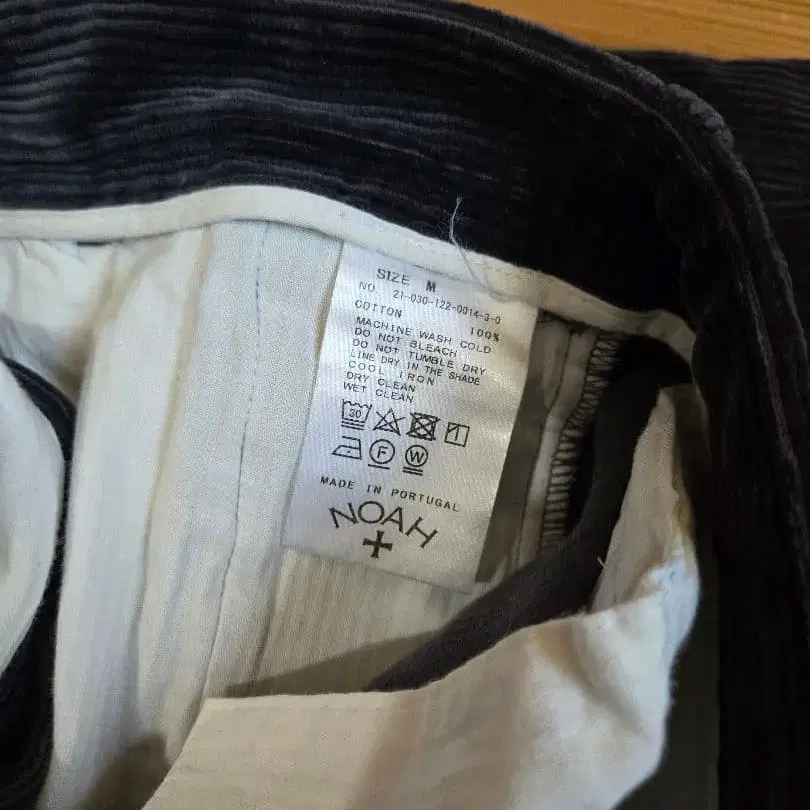 SIZE M
NO. 21-030-122-0014-3-0
COTTON 100%
MACHINE WASH COLD
DO NOT BLEACH
DO NOT TUMBLE DRY
LINE DRY IN THE SHADE
COOL IRON
DRY CLEAN
WET CLEAN
30
F W
MADE IN PORTUGAL
NOAH